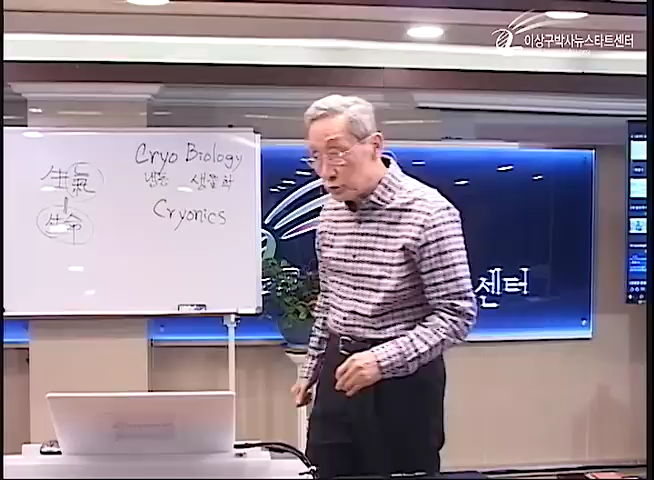 이상구박사뉴스타트센터
Cryo Biology
生氣
냉동 생물학
生命
Cryonics
센터